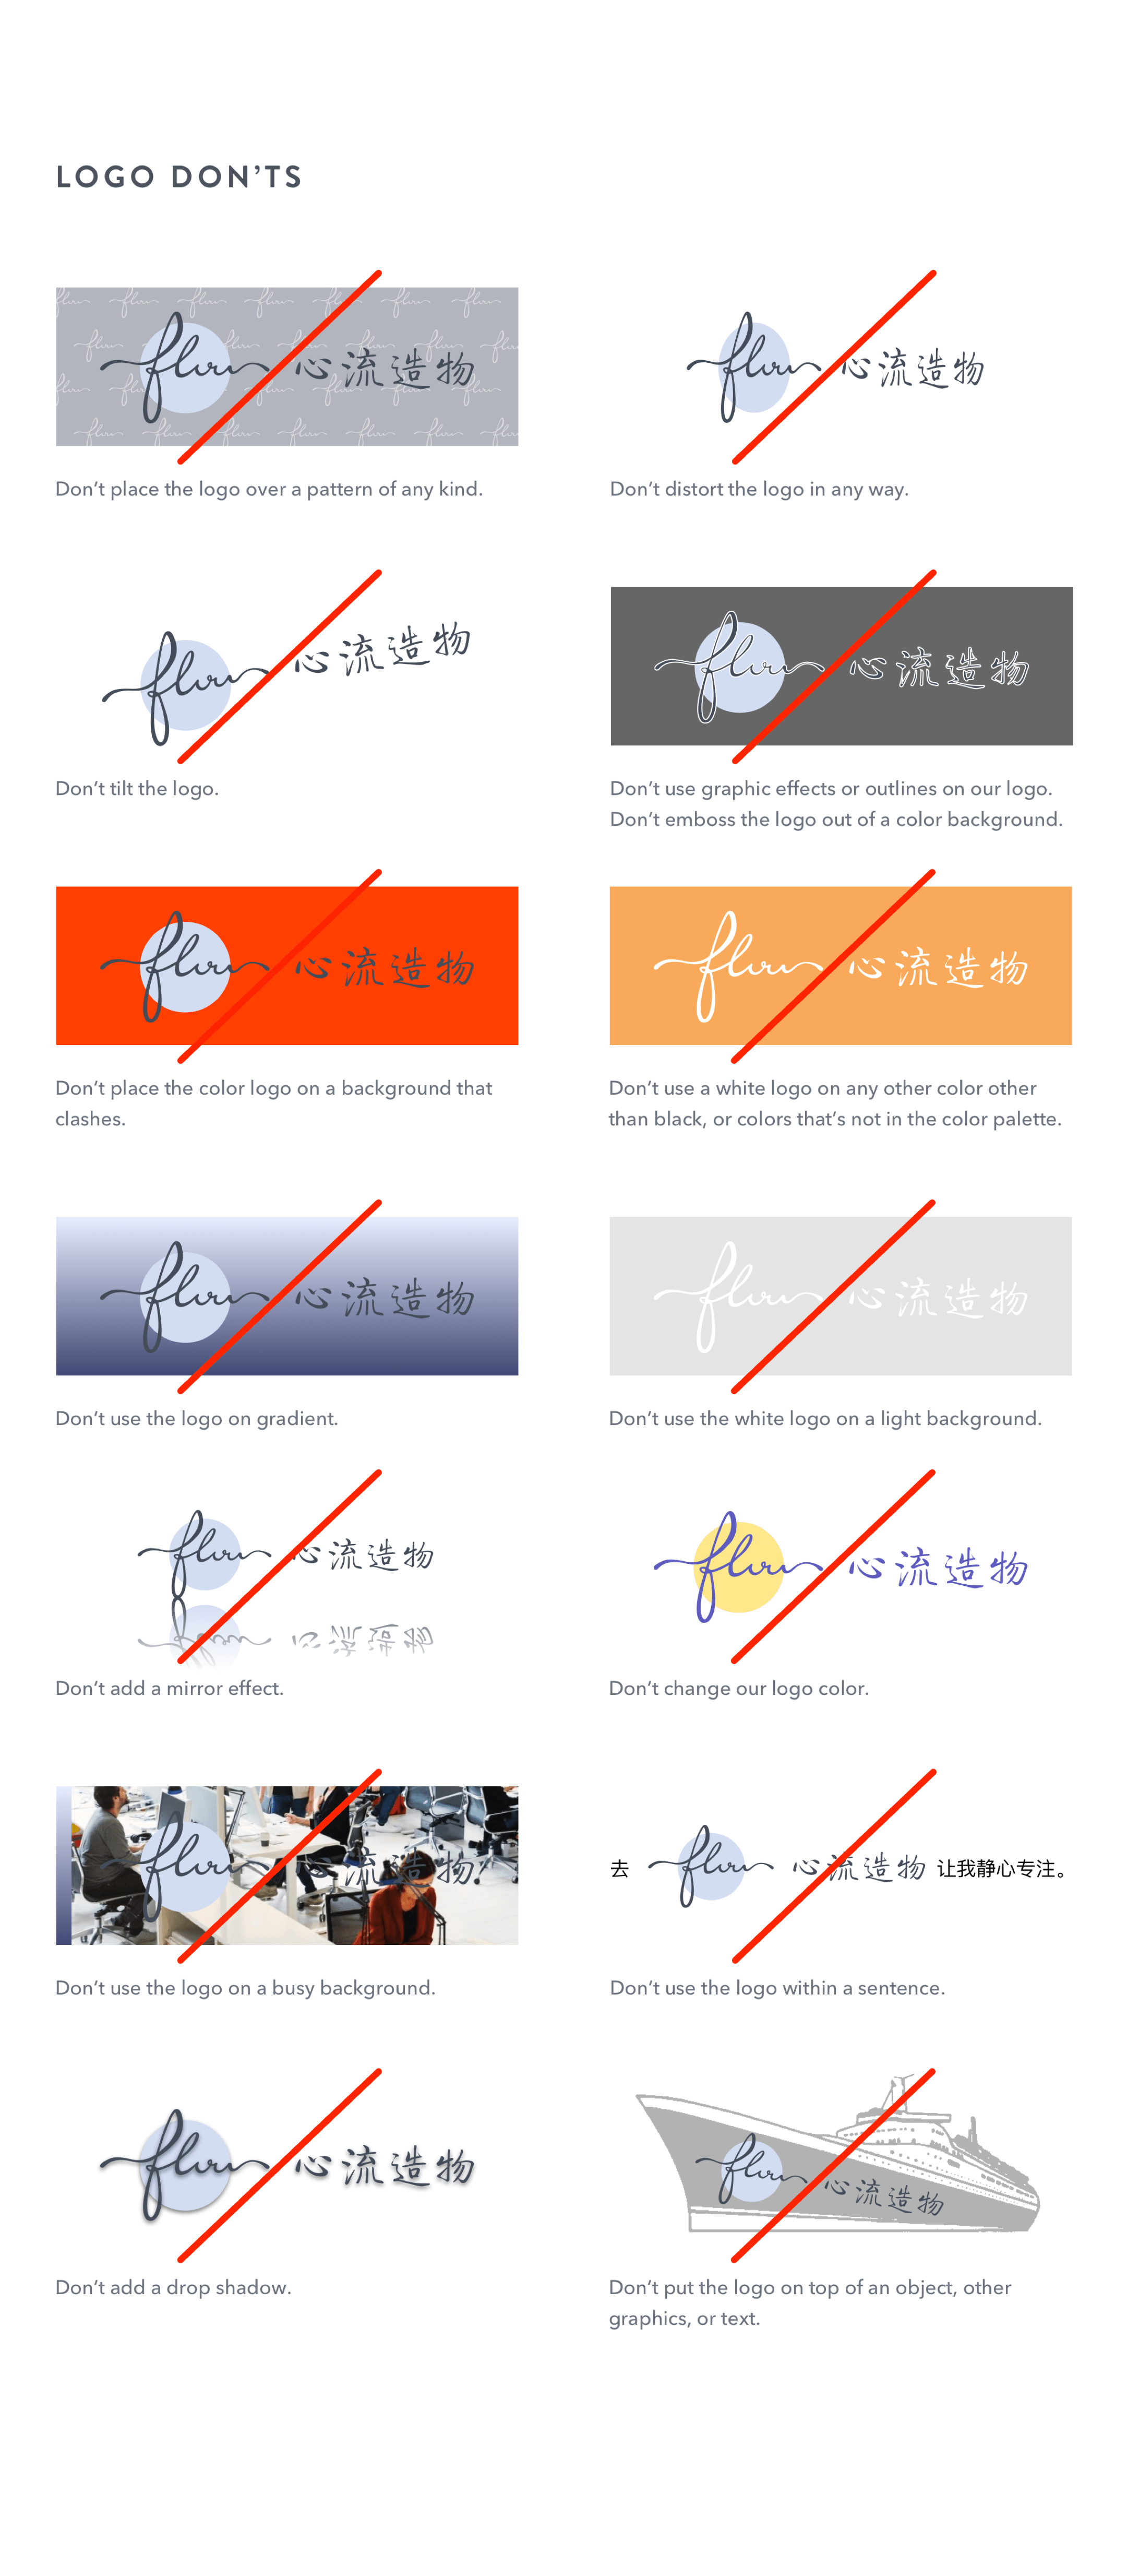 LOGO DON’TS
flow 心流造物
flow 心流造物
Don’t place the logo over a pattern of any kind.
Don’t distort the logo in any way.
flow 心流造物
flow 心流造物
Don’t tilt the logo.
Don’t use graphic effects or outlines on our logo.
Don’t emboss the logo out of a color background.
flow 心流造物
flow 心流造物
Don’t place the color logo on a background that
clashes.
Don’t use a white logo on any other color other
than black, or colors that’s not in the color palette.
flow 心流造物
flow 心流造物
Don’t use the logo on gradient.
Don’t use the white logo on a light background.
flow 心流造物
flow 心流造物
Don’t add a mirror effect.
Don’t change our logo color.
flow 心流造物
去 flow 心流造物 让我静心专注。
Don’t use the logo on a busy background.
Don’t use the logo within a sentence.
flow 心流造物
flow 心流造物
Don’t add a drop shadow.
Don’t put the logo on top of an object, other
graphics, or text.